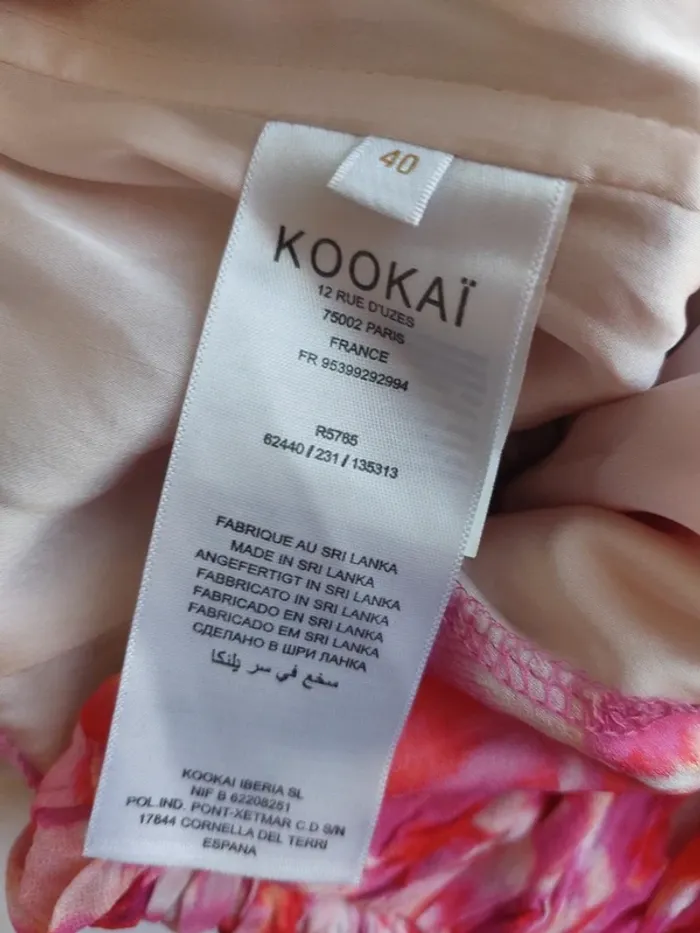 40
KOOKAÏ
12 RUE D'UZES
75002 PARIS
FRANCE
FR 95399292994
R5765
62440 / 231 / 135313
FABRIQUE AU SRI LANKA
MADE IN SRI LANKA
ANGEFERTIGT IN SRI LANKA
FABBRICATO IN SRI LANKA
FABRICADO EN SRI LANKA
FABRICADO EM SRI LANKA
СДЕЛАНО В ШРИ ЛАНКА
في سر يلنكا
KOOKAI IBERIA SL
NIF B 62208251
POL.IND. PONT-XETMAR C.D S/N
17844 CORNELLA DEL TERRI
ESPANA